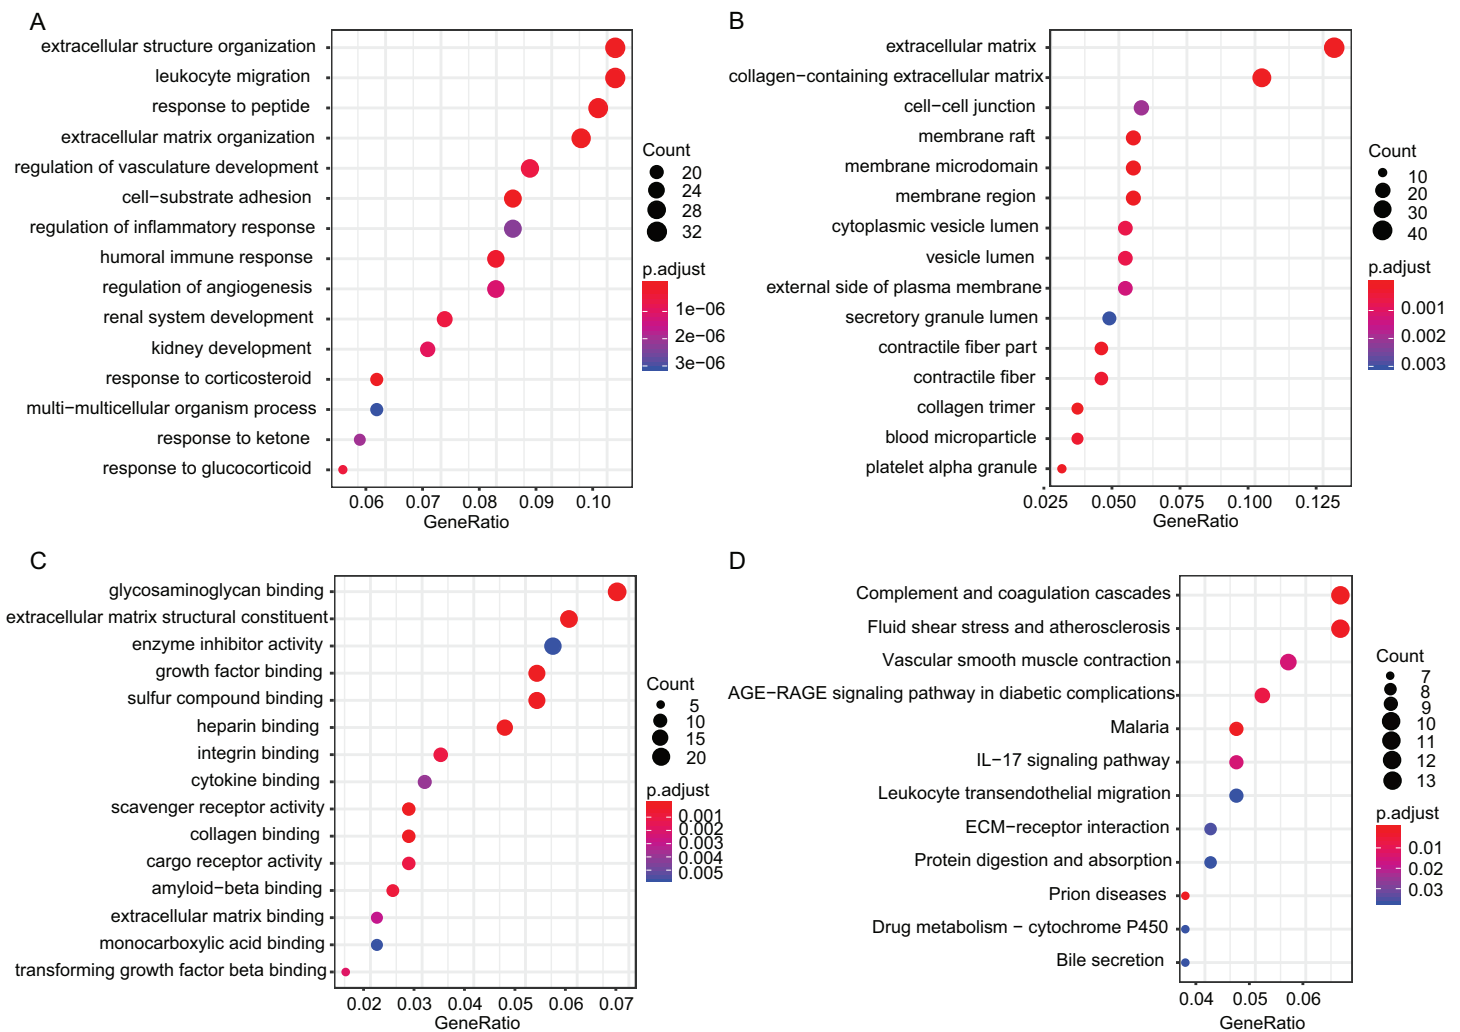 A
extracellular structure organization
leukocyte migration
response to peptide
extracellular matrix organization
regulation of vasculature development
cell−substrate adhesion
regulation of inflammatory response
humoral immune response
regulation of angiogenesis
renal system development
kidney development
response to corticosteroid
multi−multicellular organism process
response to ketone
response to glucocorticoid
0.06 0.07 0.08 0.09 0.10
GeneRatio
Count
20
24
28
32
p.adjust
1e−06
2e−06
3e−06
B
extracellular matrix
collagen−containing extracellular matrix
cell−cell junction
membrane raft
membrane microdomain
membrane region
cytoplasmic vesicle lumen
vesicle lumen
external side of plasma membrane
secretory granule lumen
contractile fiber part
contractile fiber
collagen trimer
blood microparticle
platelet alpha granule
0.025 0.050 0.075 0.100 0.125
GeneRatio
Count
10
20
30
40
p.adjust
0.001
0.002
0.003
C
glycosaminoglycan binding
extracellular matrix structural constituent
enzyme inhibitor activity
growth factor binding
sulfur compound binding
heparin binding
integrin binding
cytokine binding
scavenger receptor activity
collagen binding
cargo receptor activity
amyloid−beta binding
extracellular matrix binding
monocarboxylic acid binding
transforming growth factor beta binding
0.02 0.03 0.04 0.05 0.06 0.07
GeneRatio
Count
5
10
15
20
p.adjust
0.001
0.002
0.003
0.004
0.005
D
Complement and coagulation cascades
Fluid shear stress and atherosclerosis
Vascular smooth muscle contraction
AGE−RAGE signaling pathway in diabetic complications
Malaria
IL−17 signaling pathway
Leukocyte transendothelial migration
ECM−receptor interaction
Protein digestion and absorption
Prion diseases
Drug metabolism − cytochrome P450
Bile secretion
0.04 0.05 0.06
GeneRatio
Count
7
8
9
10
11
12
13
p.adjust
0.01
0.02
0.03